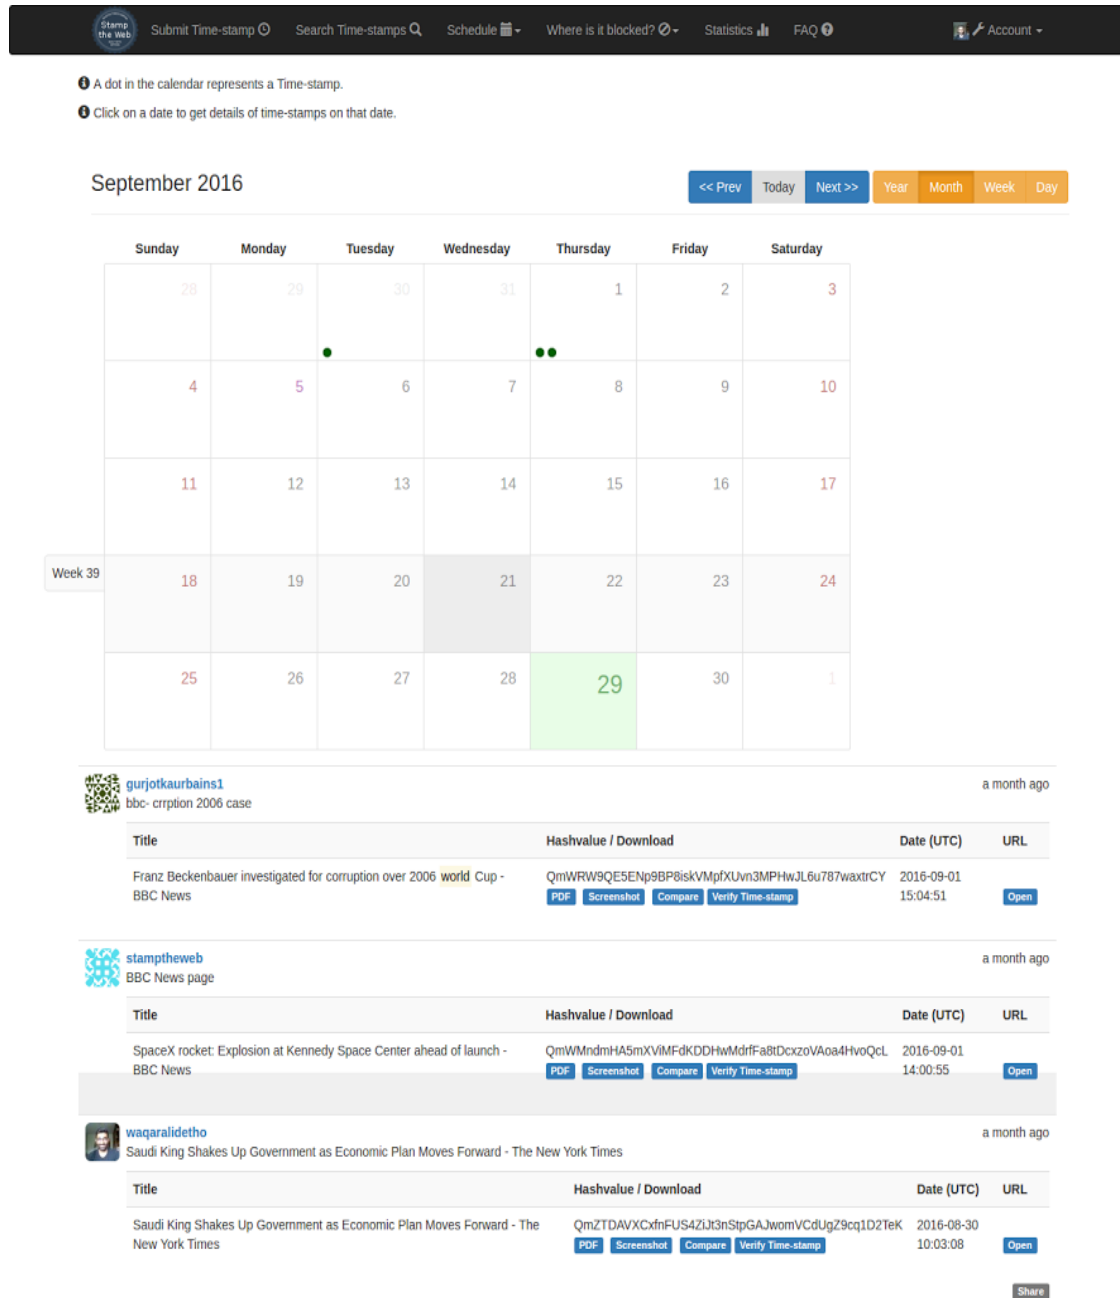 Stamp
the Web
Submit Time-stamp
Search Time-stamps
Schedule
Where is it blocked?
Statistics
FAQ
Account
A dot in the calendar represents a Time-stamp.
Click on a date to get details of time-stamps on that date.
September 2016
<< Prev Today Next >> Year Month Week Day
Sunday Monday Tuesday Wednesday Thursday Friday Saturday
28 29 30 31 1 2 3
4 5 6 7 8 9 10
11 12 13 14 15 16 17
Week 39
18 19 20 21 22 23 24
25 26 27 28 29 30 1
gurjotkaurbains1 a month ago
bbc- crrption 2006 case
Title Hashvalue / Download Date (UTC) URL
Franz Beckenbauer investigated for corruption over 2006 world Cup - QmWRW9QE5ENp9BP8iskVMpfXUvn3MPHwJL6u787waxtrCY 2016-09-01
BBC News PDF Screenshot Compare Verify Time-stamp 15:04:51 Open
stamptheweb a month ago
BBC News page
Title Hashvalue / Download Date (UTC) URL
SpaceX rocket: Explosion at Kennedy Space Center ahead of launch - QmWMndmHA5mXViMFdKDDHwMdrfFa8tDcxzoVAoa4HvoQcL 2016-09-01
BBC News PDF Screenshot Compare Verify Time-stamp 14:00:55 Open
waqaralidetho a month ago
Saudi King Shakes Up Government as Economic Plan Moves Forward - The New York Times
Title Hashvalue / Download Date (UTC) URL
Saudi King Shakes Up Government as Economic Plan Moves Forward - The QmZTDAVXCxfnFUS4ZiJt3nStpGAJwomVCdUgZ9cq1D2TeK 2016-08-30
New York Times PDF Screenshot Compare Verify Time-stamp 10:03:08 Open
Share